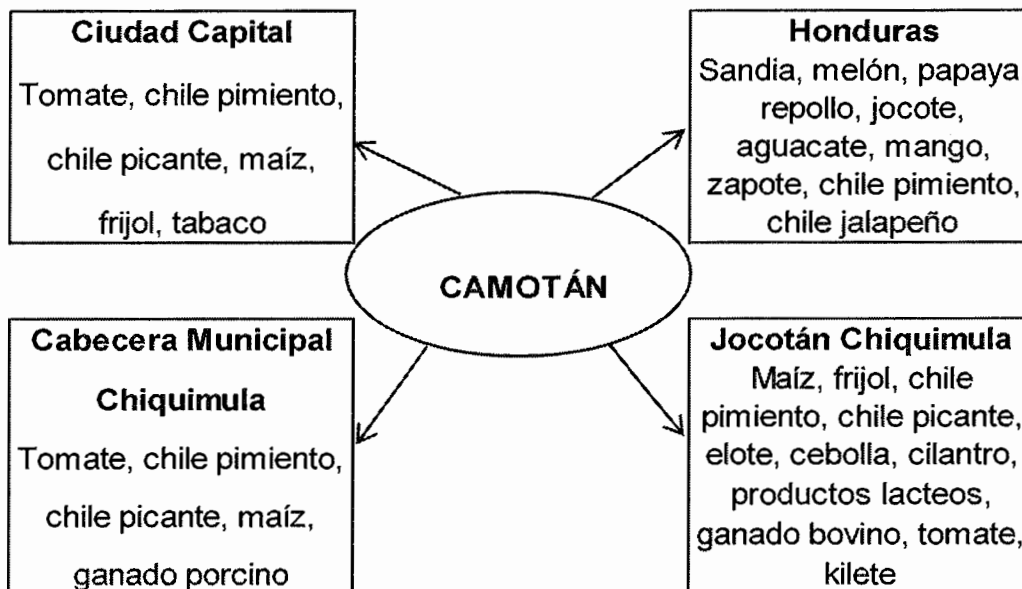 Ciudad Capital
Tomate, chile pimiento,
chile picante, maíz,
frijol, tabaco
Honduras
Sandia, melón, papaya
repollo, jocote,
aguacate, mango,
zapote, chile pimiento,
chile jalapeño
CAMOTÁN
Cabecera Municipal
Chiquimula
Tomate, chile pimiento,
chile picante, maíz,
ganado porcino
Jocotán Chiquimula
Maíz, frijol, chile
pimiento, chile picante,
elote, cebolla, cilantro,
productos lacteos,
ganado bovino, tomate,
kilete